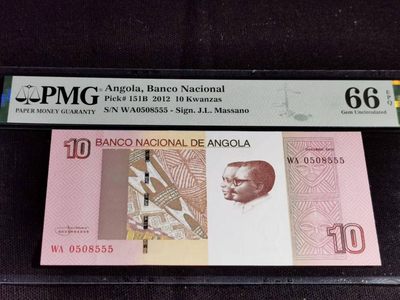 PMG
PAPER MONEY GUARANTY
Angola, Banco Nacional
Pick# 151B 2012 10 Kwanzas
S/N WA0508555 - Sign. J.L. Massano
66 EPQ
Gem Uncirculated
10
BANCO NACIONAL DE ANGOLA
WA 0508555
WA 0508555
10